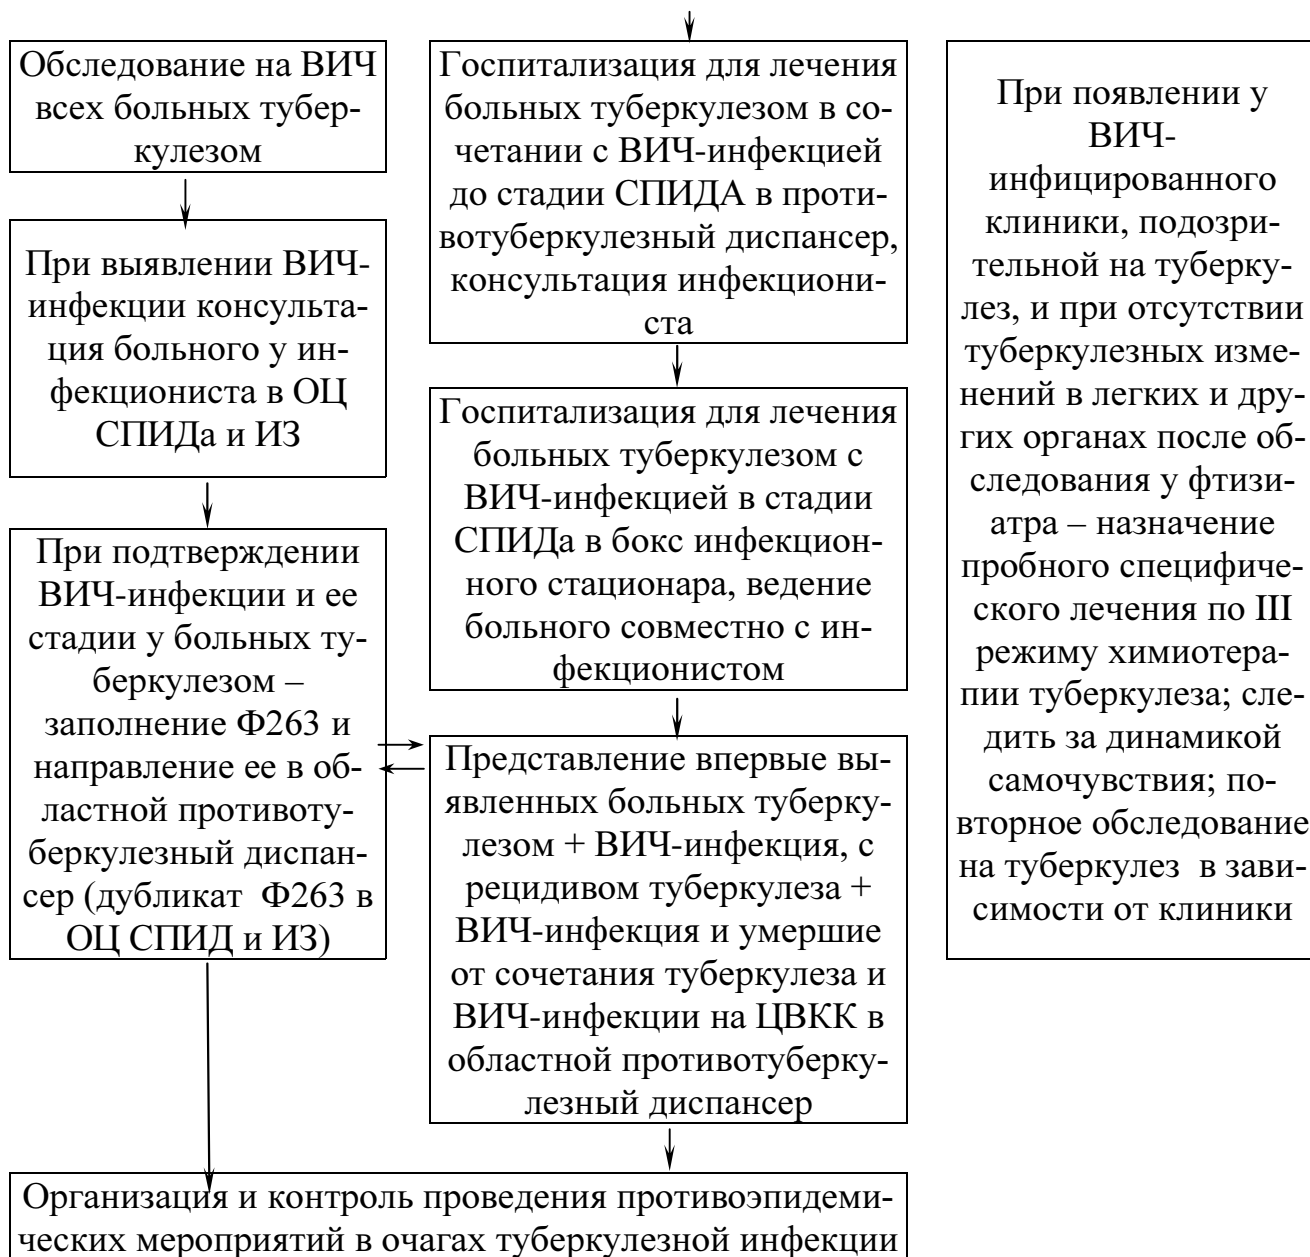 Обследование на ВИЧ
всех больных тубер-
кулезом
При выявлении ВИЧ-
инфекции консульта-
ция больного у ин-
фекциониста в ОЦ
СПИДа и ИЗ
При подтверждении
ВИЧ-инфекции и ее
стадии у больных ту-
беркулезом –
заполнение Ф263 и
направление ее в об-
ластной противоту-
беркулезный диспан-
сер (дубликат Ф263 в
ОЦ СПИД и ИЗ)
Госпитализация для лечения
больных туберкулезом в со-
четании с ВИЧ-инфекцией
до стадии СПИДА в проти-
вотуберкулезный диспансер,
консультация инфекциони-
ста
Госпитализация для лечения
больных туберкулезом с
ВИЧ-инфекцией в стадии
СПИДа в бокс инфекцион-
ного стационара, ведение
больного совместно с ин-
фекционистом
Представление впервые вы-
явленных больных туберку-
лезом + ВИЧ-инфекция, с
рецидивом туберкулеза +
ВИЧ-инфекция и умершие
от сочетания туберкулеза и
ВИЧ-инфекции на ЦВКК в
областной противотуберку-
лезный диспансер
Организация и контроль проведения противоэпидеми-
ческих мероприятий в очагах туберкулезной инфекции
При появлении у
ВИЧ-
инфицированного
клиники, подозри-
тельной на туберку-
лез, и при отсутствии
туберкулезных изме-
нений в легких и дру-
гих органах после об-
следования у фтизи-
атра – назначение
пробного специфиче-
ского лечения по III
режиму химиотера-
пии туберкулеза; сле-
дить за динамикой
самочувствия; по-
вторное обследование
на туберкулез в зави-
симости от клиники